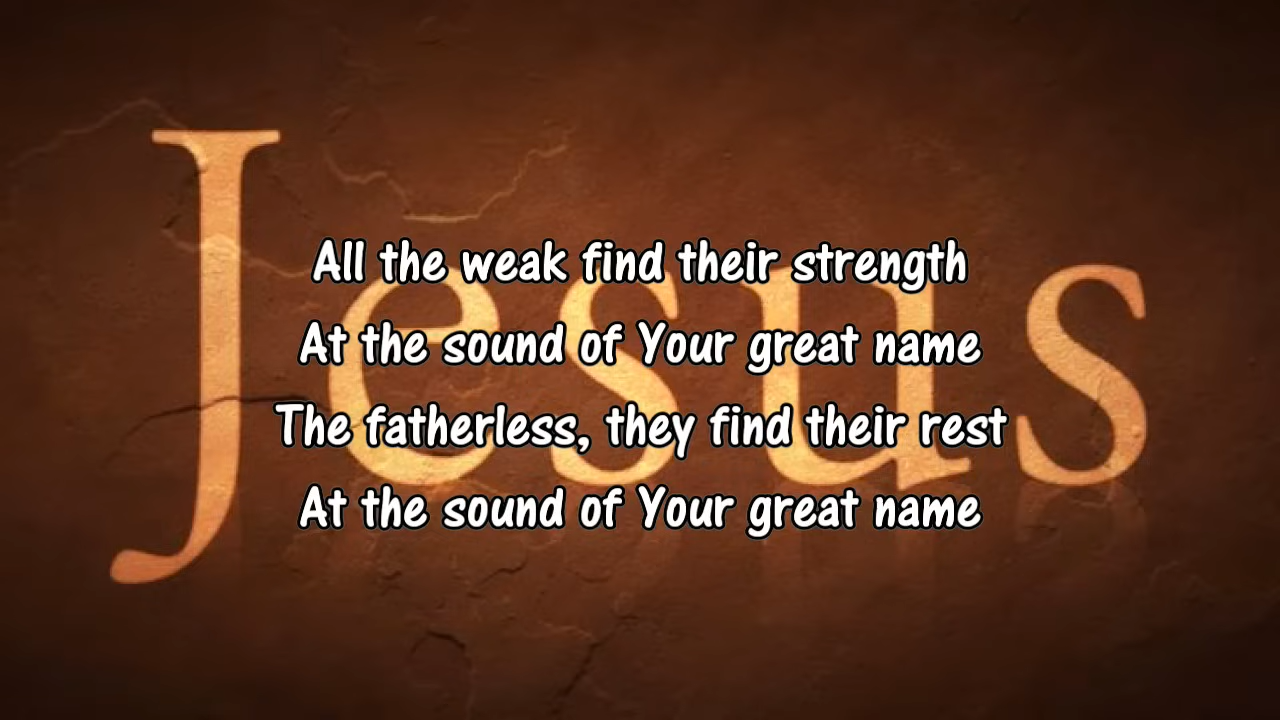 Jesus
All the weak find their strength
At the sound of Your great name
The fatherless, they find their rest
At the sound of Your great name